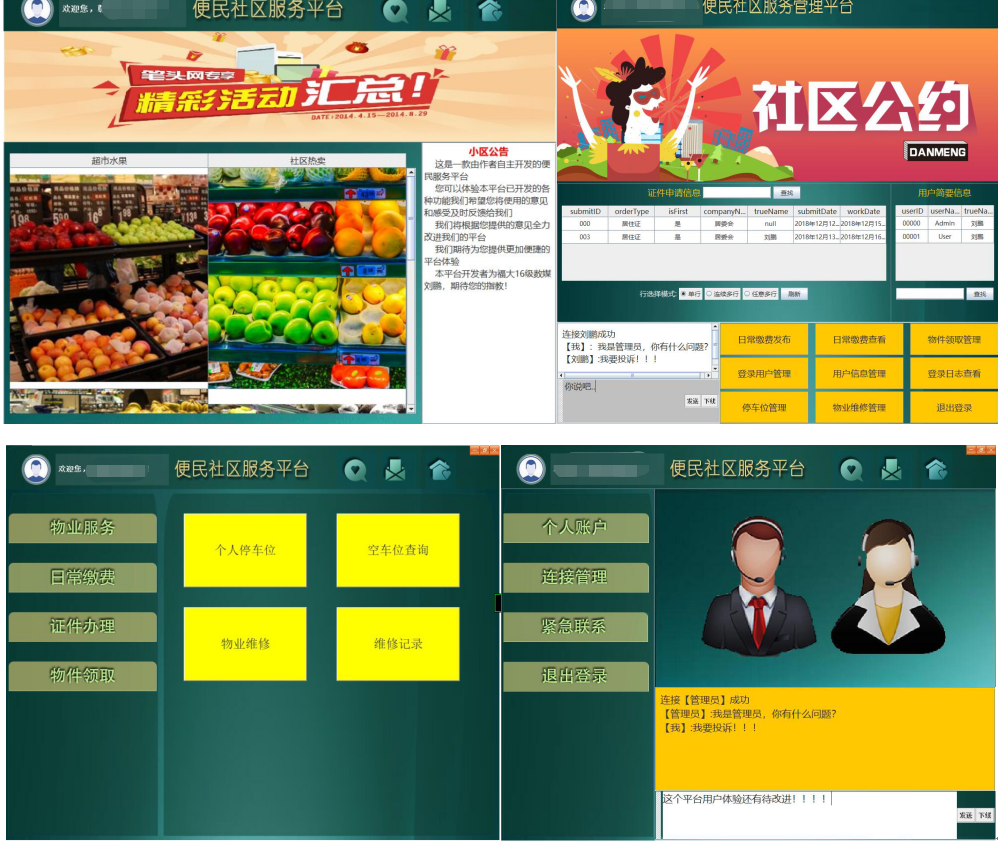 欢迎您，
便民社区服务平台
笔头网专享
精彩活动汇总！
DATE:2014.4.15—2014.8.29
超市水果
社区热卖
小区公告
这是一款由作者自主开发的便
民服务平台
您可以体验本平台已开发的各
种功能我们希望您将使用的意见
和感受及时反馈给我们
我们将根据您提供的意见全力
改进我们的平台
我们期待为您提供更加便捷的
平台体验
本平台开发者为福大16级数媒
刘鹏，期待您的指教！
便民社区服务管理平台
社区公约
DANMENG
证件申请信息
查找
用户简要信息
submitID orderType isFirst companyN... trueName submitDate workDate
000 居住证 是 居委会 null 2018年12月12... 2018年12月15...
003 居住证 是 居委会 刘鹏 2018年12月13... 2018年12月16...
userID userNa... trueNa...
00000 Admin 刘鹏
00001 User 刘鹏
行选择模式: 单行 连续多行 任意多行 刷新
查找
连接刘鹏成功
【我】：我是管理员，你有什么问题?
【刘鹏】:我要投诉！！！
你说吧..
发送 下线
日常缴费发布 日常缴费查看 物件领取管理
登录用户管理 用户信息管理 登录日志查看
停车位管理 物业维修管理 退出登录
欢迎您，
便民社区服务平台
物业服务
日常缴费
证件办理
物件领取
个人停车位 空车位查询
物业维修 维修记录
便民社区服务平台
个人账户
连接管理
紧急联系
退出登录
连接【管理员】成功
【管理员】:我是管理员，你有什么问题?
【我】:我要投诉！！！
这个平台用户体验还有待改进！！！！
发送 下线